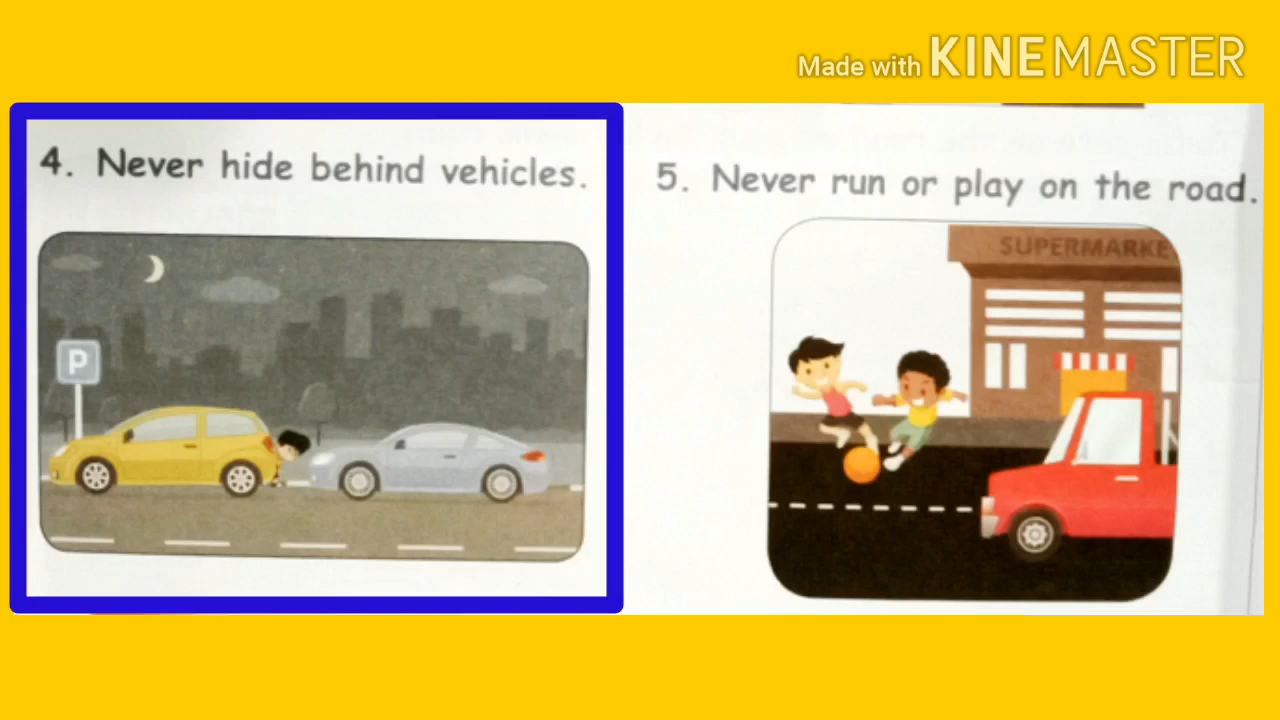 Made with KINEMASTER
4. Never hide behind vehicles.
5. Never run or play on the road.
SUPERMARKE
P